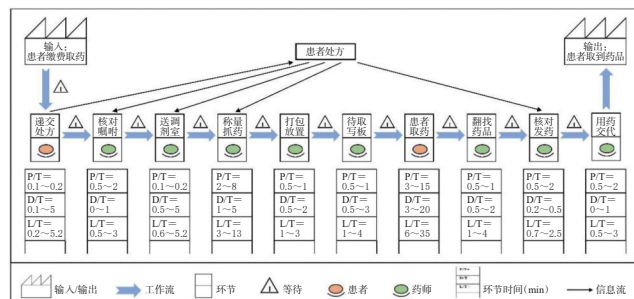 输入：
患者缴费取药
患者处方
输出：
患者取到药品
递交
处方
核对
嘱咐
送调
剂室
称量
抓药
打包
放置
待取
写板
患者
取药
翻找
药品
核对
发药
用药
交代
P/T=
0.1～0.2
D/T=
0.1～5
L/T=
0.2～5.2
P/T=
0.5～2
D/T=
0～1
L/T=
0.5～3
P/T=
0.1～0.2
D/T=
0.5～5
L/T=
0.6～5.2
P/T=
2～8
D/T=
1～5
L/T=
3～13
P/T=
0.5～1
D/T=
0.5～2
L/T=
1～3
P/T=
0.5～1
D/T=
0.5～3
L/T=
1～4
P/T=
3～15
D/T=
3～20
L/T=
6～35
P/T=
0.5～1
D/T=
0.5～2
L/T=
1～4
P/T=
0.5～2
D/T=
0.2～0.5
L/T=
0.7～2.5
P/T=
0.5～2
D/T=
0～1
L/T=
0.5～3
输入/输出
工作流
环节
等待
患者
药师
P/T=
D/T=
L/T=
环节时间(min)
信息流